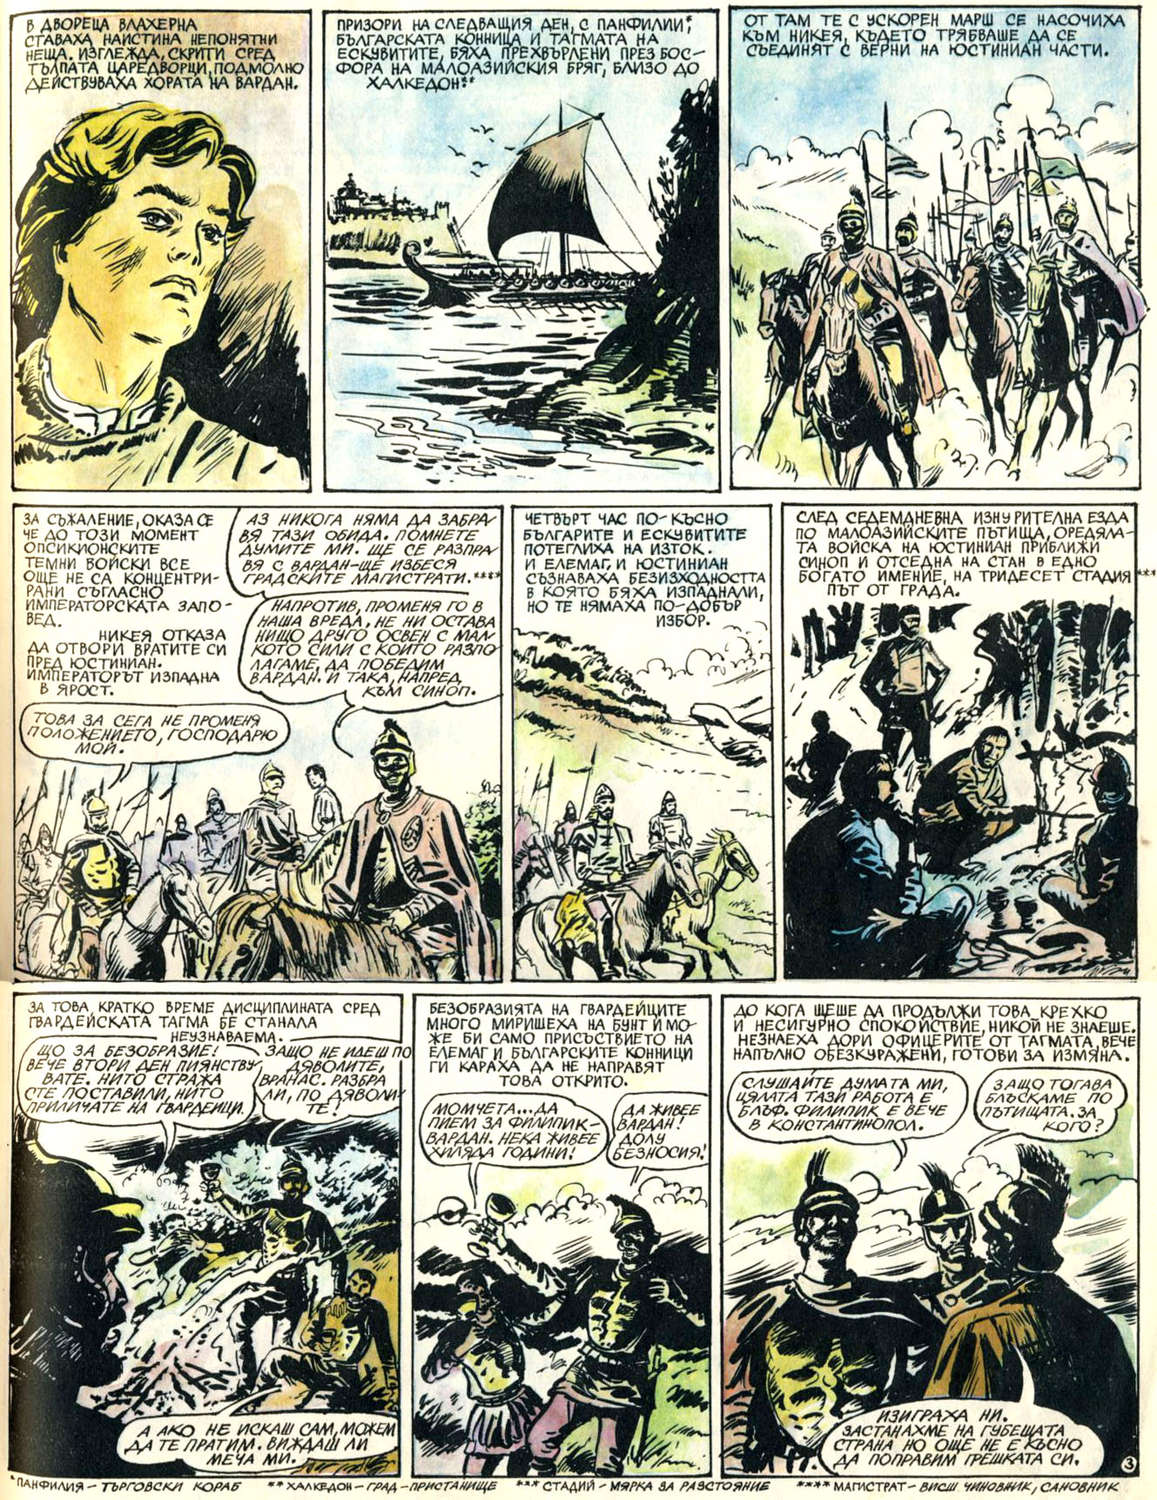 В ДВОРЕЦА ВЛАХЕРНА
СТАВАХА НАИСТИНА НЕПОНЯТНИ
НЕЩА. ИЗГЛЕЖДА, СКРИТИ СРЕД
ТЪЛПАТА ЦАРЕДВОРЦИ, ПОДМОЛНО
ДЕЙСТВУВАХА ХОРАТА НА ВАРДАН.
ПРИЗОРИ НА СЛЕДВАЩИЯ ДЕН, С ПАНФИЛИИ*,
БЪЛГАРСКАТА КОННИЦА И ТАГМАТА НА
ЕСКУВИТИТЕ, БЯХА ПРЕХВЪРЛЕНИ ПРЕЗ БОС-
ФОРА НА МАЛОАЗИЙСКИЯ БРЯГ, БЛИЗО ДО
ХАЛКЕДОН.**
ОТ ТАМ ТЕ С УСКОРЕН МАРШ СЕ НАСОЧИХА
КЪМ НИКЕЯ, КЪДЕТО ТРЯБВАШЕ ДА СЕ
СЪЕДИНЯТ С ВЕРНИ НА ЮСТИНИАН ЧАСТИ.
ЗА СЪЖАЛЕНИЕ, ОКАЗА СЕ
ЧЕ ДО ТОЗИ МОМЕНТ
ОПСИКИОНСКИТЕ
ТЕМНИ ВОЙСКИ ВСЕ
ОЩЕ НЕ СА КОНЦЕНТРИ-
РАНИ СЪГЛАСНО
ИМПЕРАТОРСКАТА ЗАПО-
ВЕД.
НИКЕЯ ОТКАЗА
ДА ОТВОРИ ВРАТИТЕ СИ
ПРЕД ЮСТИНИАН.
ИМПЕРАТОРЪТ ИЗПАДНА
В ЯРОСТ.
АЗ НИКОГА НЯМА ДА ЗАБРА-
ВЯ ТАЗИ ОБИДА. ПОМНЕТЕ
ДУМИТЕ МИ. ЩЕ СЕ РАЗПРА
ВЯ С ВАРДАН-ЩЕ ИЗБЕСЯ
ГРАДСКИТЕ МАГИСТРАТИ.****
НАПРОТИВ, ПРОМЕНЯ ГО В
НАША ВРЕДА, НЕ НИ ОСТАВА
НИЩО ДРУГО ОСВЕН С МАЛ-
КОТО СИЛИ С КОИТО РАЗПО
ЛАГАМЕ, ДА ПОБЕДИМ
ВАРДАН. И ТАКА, НАПРЕД
КЪМ СИНОП.
ТОВА ЗА СЕГА НЕ ПРОМЕНЯ
ПОЛОЖЕНИЕТО, ГОСПОДАРЮ
МОЙ.
ЧЕТВЪРТ ЧАС ПО-КЪСНО
БЪЛГАРИТЕ И ЕСКУВИТИТЕ
ПОТЕГЛИХА НА ИЗТОК.
И ЕЛЕМАГ, И ЮСТИНИАН
СЪЗНАВАХА БЕЗИЗХОДНОСТТА
В КОЯТО БЯХА ИЗПАДНАЛИ,
НО ТЕ НЯМАХА ПО-ДОБЪР
ИЗБОР.
СЛЕД СЕДЕМДНЕВНА ИЗНУРИТЕЛНА ЕЗДА
ПО МАЛОАЗИЙСКИТЕ ПЪТИЩА, ОРЕДЯЛА-
ТА ВОЙСКА НА ЮСТИНИАН ПРИБЛИЖИ
СИНОП И ОТСЕДНА НА СТАН В ЕДНО
БОГАТО ИМЕНИЕ, НА ТРИДЕСЕТ СТАДИЯ***
ПЪТ ОТ ГРАДА.
ЗА ТОВА КРАТКО ВРЕМЕ ДИСЦИПЛИНАТА СРЕД
ГВАРДЕЙСКАТА ТАГМА БЕ СТАНАЛА
НЕУЗНАВАЕМА.
ЩО ЗА БЕЗОБРАЗИЕ!
ВЕЧЕ ВТОРИ ДЕН ПИЯНСТВУ
ВАТЕ. НИТО СТРАЖА
СТЕ ПОСТАВИЛИ, НИТО
ПРИЛИЧАТЕ НА ГВАРДЕЙЦИ.
ЗАЩО НЕ ИДЕШ ПО
ДЯВОЛИТЕ,
ВРАНАС. РАЗБРА
ЛИ, ПО ДЯВОЛИ-
ТЕ!
А АКО НЕ ИСКАШ САМ, МОЖЕМ
ДА ТЕ ПРАТИМ. ВИЖДАШ ЛИ
МЕЧА МИ.
БЕЗОБРАЗИЯТА НА ГВАРДЕЙЦИТЕ
МНОГО МИРИШЕХА НА БУНТ И МО-
ЖЕ БИ САМО ПРИСЪСТВИЕТО НА
ЕЛЕМАГ И БЪЛГАРСКИТЕ КОННИЦИ
ГИ КАРАХА ДА НЕ НАПРАВЯТ
ТОВА ОТКРИТО.
МОМЧЕТА... ДА
ПИЕМ ЗА ФИЛИПИК-
ВАРДАН. НЕКА ЖИВЕЕ
ХИЛЯДА ГОДИНИ!
ДА ЖИВЕЕ
ВАРДАН!
ДОЛУ
БЕЗНОСИЯ!
ДО КОГА ЩЕШЕ ДА ПРОДЪЛЖИ ТОВА КРЕХКО
И НЕСИГУРНО СПОКОЙСТВИЕ, НИКОЙ НЕ ЗНАЕШЕ.
НЕЗНАЕХА ДОРИ ОФИЦЕРИТЕ ОТ ТАГМАТА, ВЕЧЕ
НАПЪЛНО ОБЕЗКУРАЖЕНИ, ГОТОВИ ЗА ИЗМЯНА.
СЛУШАЙТЕ ДУМАТА МИ,
ЦЯЛАТА ТАЗИ РАБОТА Е
БЛЪФ. ФИЛИПИК Е ВЕЧЕ
В КОНСТАНТИНОПОЛ.
ЗАЩО ТОГАВА
БЛЪСКАМЕ ПО
ПЪТИЩАТА. ЗА
КОГО?
ИЗИГРАХА НИ.
ЗАСТАНАХМЕ НА ГУБЕЩАТА
СТРАНА НО ОЩЕ НЕ Е КЪСНО
ДА ПОПРАВИМ ГРЕШКАТА СИ.
3
*ПАНФИЛИЯ - ТЪРГОВСКИ КОРАБ **ХАЛКЕДОН - ГРАД - ПРИСТАНИЩЕ ***СТАДИЙ - МЯРКА ЗА РАЗСТОЯНИЕ ****МАГИСТРАТ - ВИСШ ЧИНОВНИК, САНОВНИК